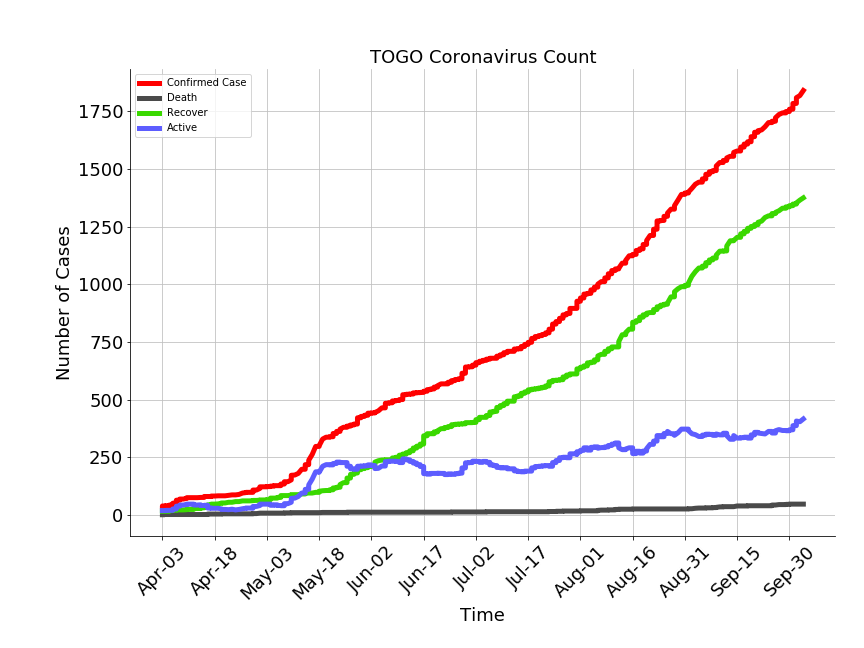 TOGO Coronavirus Count
Confirmed Case
Death
Recover
Active
1750
1500
1250
1000
750
500
250
0
Number of Cases
Apr-03
Apr-18
May-03
May-18
Jun-02
Jun-17
Jul-02
Jul-17
Aug-01
Aug-16
Aug-31
Sep-15
Sep-30
Time